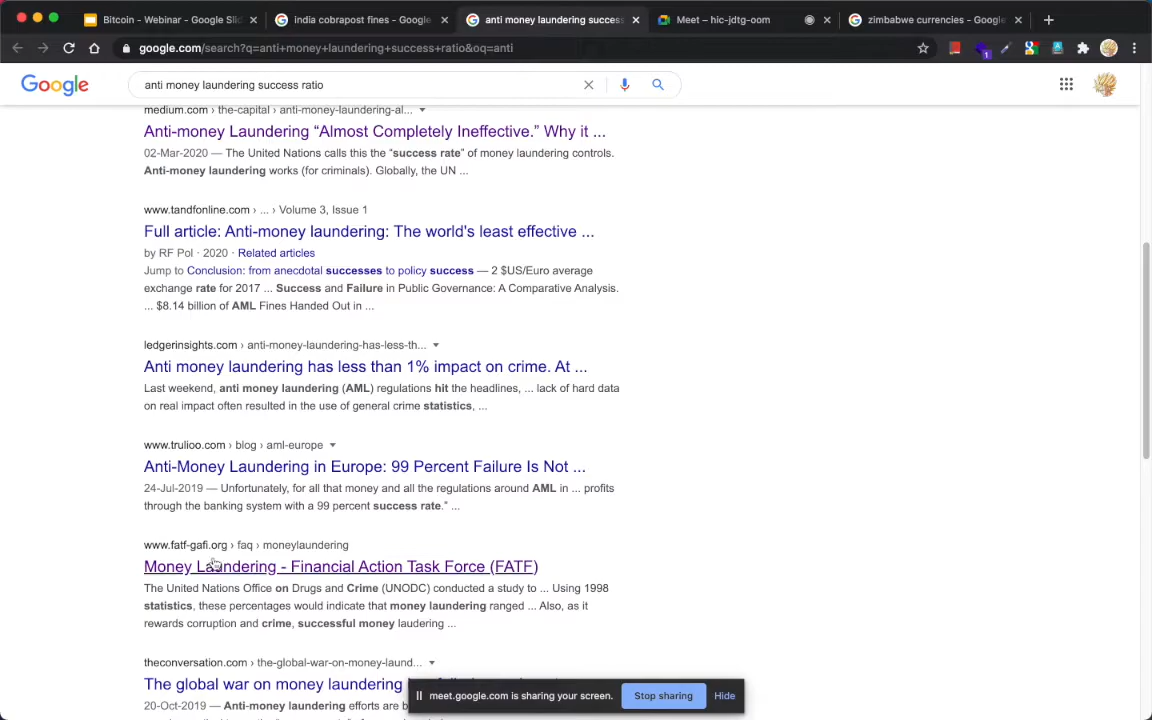 Bitcoin - Webinar - Google Sli
india cobrapost fines - Google
anti money laundering success
Meet – hic-jdtg-oom
zimbabwe currencies - Google
google.com/search?q=anti+money+laundering+success+ratio&oq=anti
1
Google
anti money laundering success ratio
medium.com › the-capital › anti-money-laundering-al...
Anti-money Laundering “Almost Completely Ineffective.” Why it ...
02-Mar-2020 — The United Nations calls this the “success rate” of money laundering controls.
Anti-money laundering works (for criminals). Globally, the UN ...
www.tandfonline.com › ... › Volume 3, Issue 1
Full article: Anti-money laundering: The world's least effective ...
by RF Pol · 2020 · Related articles
Jump to Conclusion: from anecdotal successes to policy success — 2 $US/Euro average
exchange rate for 2017 ... Success and Failure in Public Governance: A Comparative Analysis.
... $8.14 billion of AML Fines Handed Out in ...
ledgerinsights.com › anti-money-laundering-has-less-th...
Anti money laundering has less than 1% impact on crime. At ...
Last weekend, anti money laundering (AML) regulations hit the headlines, ... lack of hard data
on real impact often resulted in the use of general crime statistics, ...
www.trulioo.com › blog › aml-europe
Anti-Money Laundering in Europe: 99 Percent Failure Is Not ...
24-Jul-2019 — Unfortunately, for all that money and all the regulations around AML in ... profits
through the banking system with a 99 percent success rate.” ...
www.fatf-gafi.org › faq › moneylaundering
Money Laundering - Financial Action Task Force (FATF)
The United Nations Office on Drugs and Crime (UNODC) conducted a study to ... Using 1998
statistics, these percentages would indicate that money laundering ranged ... Also, as it
rewards corruption and crime, successful money laudering ...
theconversation.com › the-global-war-on-money-laund...
The global war on money laundering
20-Oct-2019 — Anti-money laundering efforts are b
meet.google.com is sharing your screen.
Stop sharing
Hide